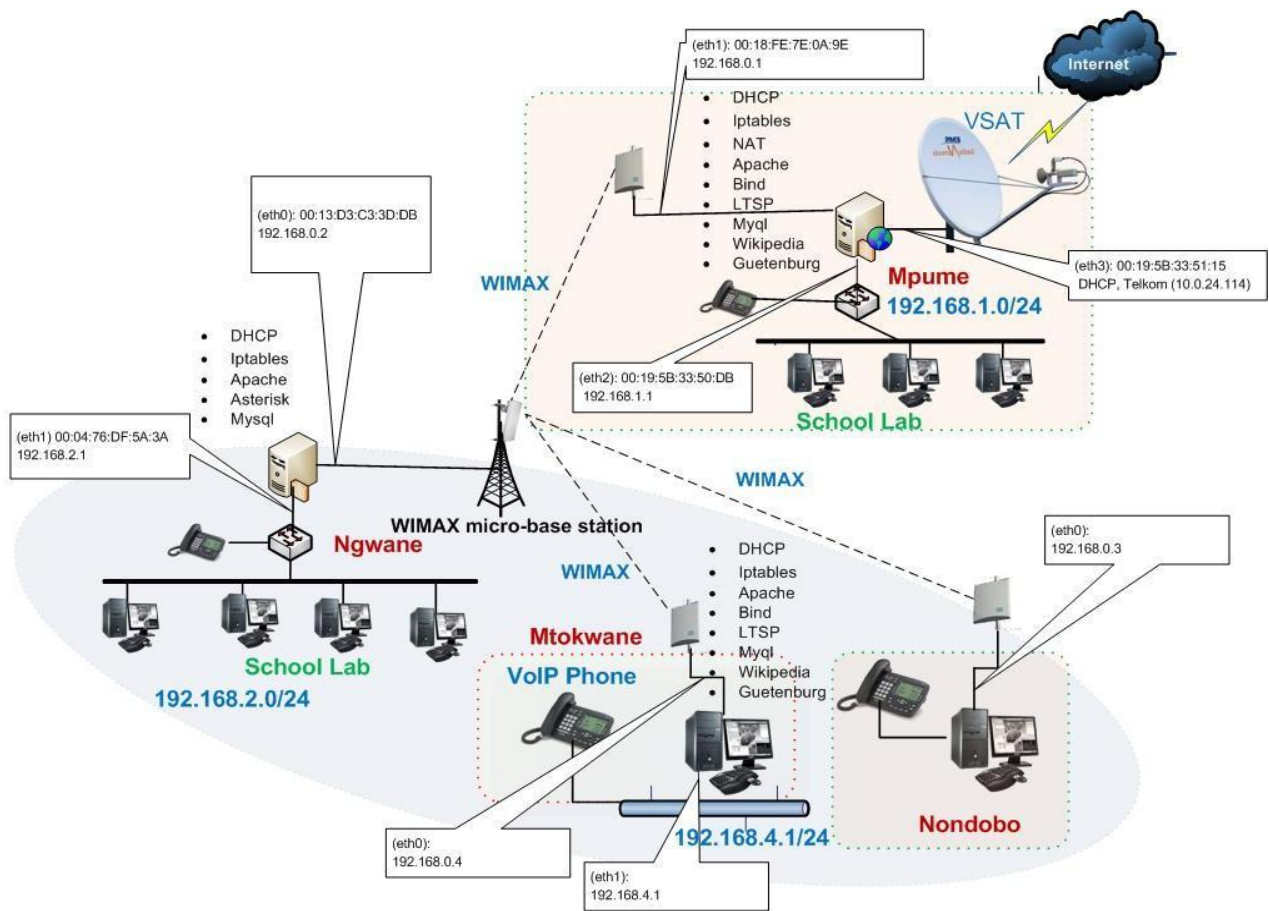 (eth1): 00:18:FE:7E:0A:9E
192.168.0.1
Internet
• DHCP
• Iptables
• NAT
• Apache
• Bind
• LTSP
• Myql
• Wikipedia
• Guetenburg
VSAT
(eth0): 00:13:D3:C3:3D:DB
192.168.0.2
WIMAX
Mpume
192.168.1.0/24
(eth3): 00:19:5B:33:51:15
DHCP, Telkom (10.0.24.114)
(eth2): 00:19:5B:33:50:DB
192.168.1.1
School Lab
• DHCP
• Iptables
• Apache
• Asterisk
• Mysql
(eth1) 00:04:76:DF:5A:3A
192.168.2.1
WIMAX micro-base station
Ngwane
School Lab
192.168.2.0/24
WIMAX
WIMAX
(eth0):
192.168.0.3
• DHCP
• Iptables
• Apache
• Bind
• LTSP
• Myql
• Wikipedia
• Guetenburg
Mtokwane
VoIP Phone
192.168.4.1/24
Nondobo
(eth0):
192.168.0.4
(eth1):
192.168.4.1